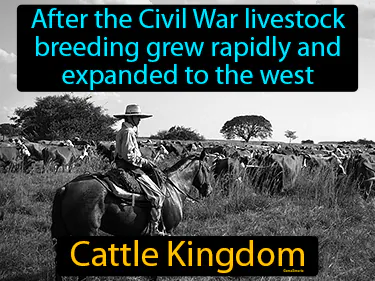 After the Civil War livestock
breeding grew rapidly and
expanded to the west
Cattle Kingdom